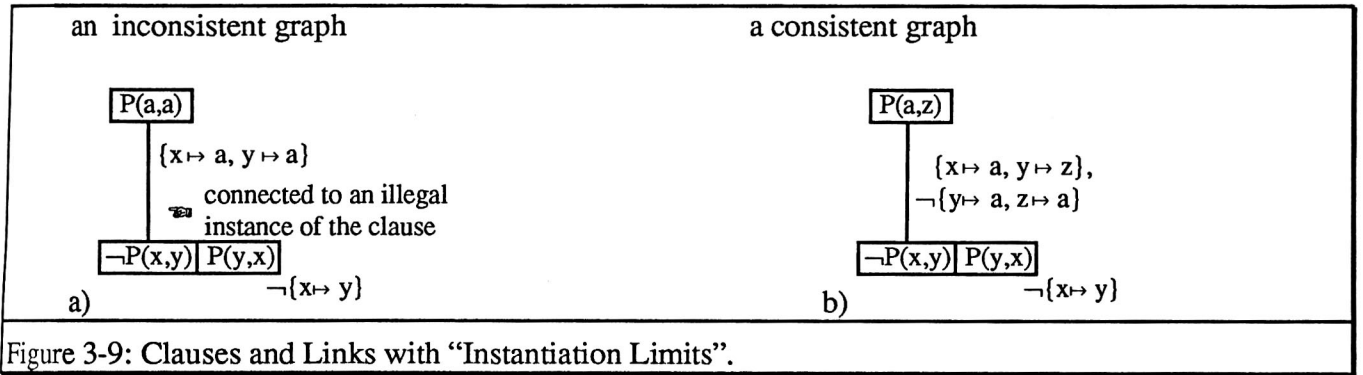 an inconsistent graph
P(a,a)
{x↦ a, y ↦ a}
☜ connected to an illegal
instance of the clause
¬P(x,y) P(y,x)
¬{x↦ y}
a)
a consistent graph
P(a,z)
{x↦ a, y↦ z},
¬{y↦ a, z↦ a}
¬P(x,y) P(y,x)
¬{x↦ y}
b)
Figure 3-9: Clauses and Links with “Instantiation Limits”.